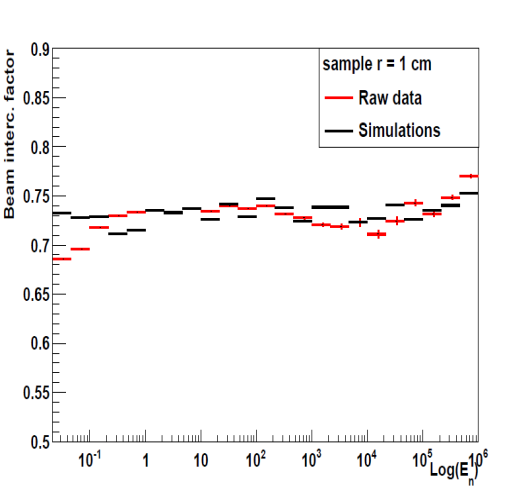 0.9
sample r = 1 cm
Raw data
Simulations
0.85
0.8
0.75
0.7
0.65
0.6
0.55
0.5
Beam interc. factor
10⁻¹ 1 10 10² 10³ 10⁴ 10⁵ 10⁶
Log(Eₙ)